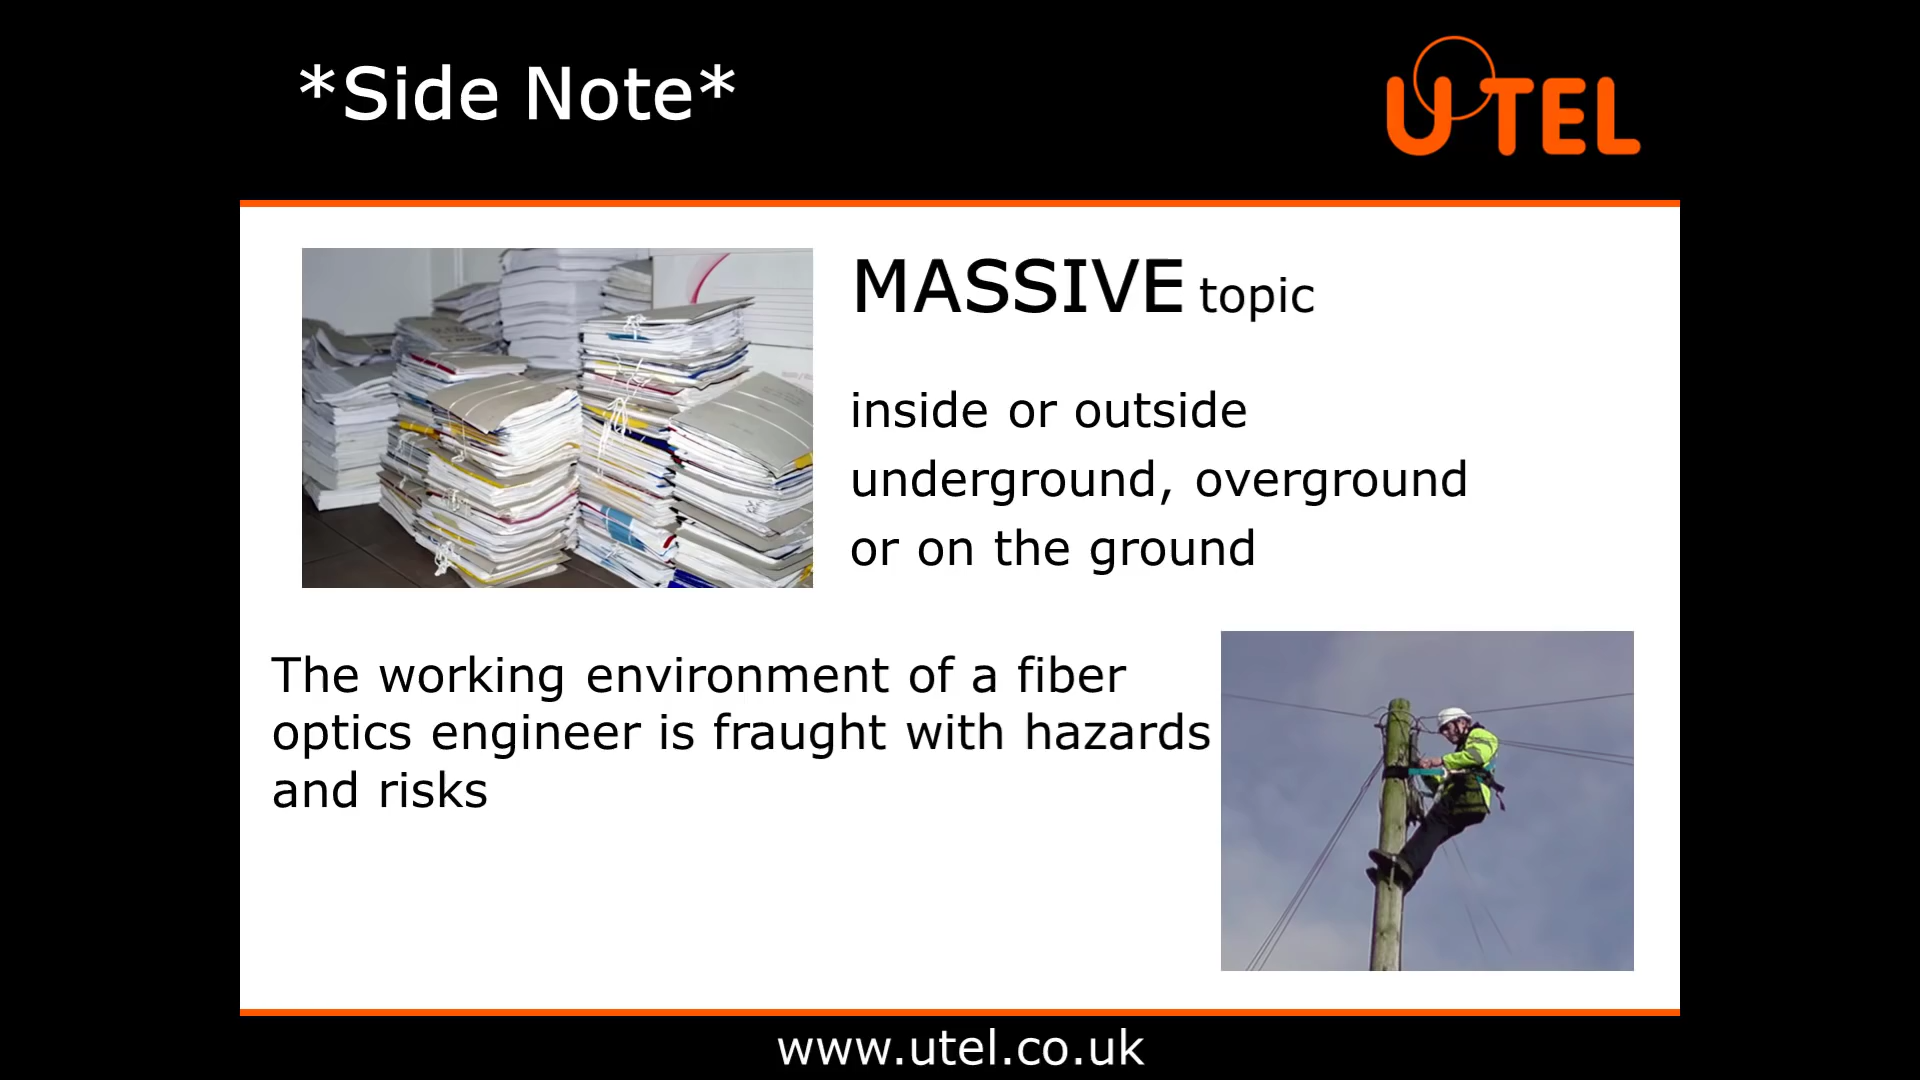 *Side Note*
UTEL
MASSIVE topic
inside or outside
underground, overground
or on the ground
The working environment of a fiber
optics engineer is fraught with hazards
and risks
www.utel.co.uk